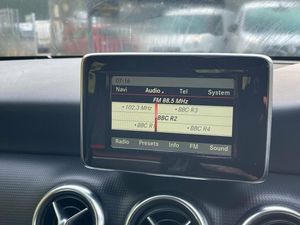 07:16
Navi Audio Tel System
FM 88.5 MHz
102.3 MHz BBC R3
BBC R2
BBC R BBC R4
Radio Presets Info FM Sound